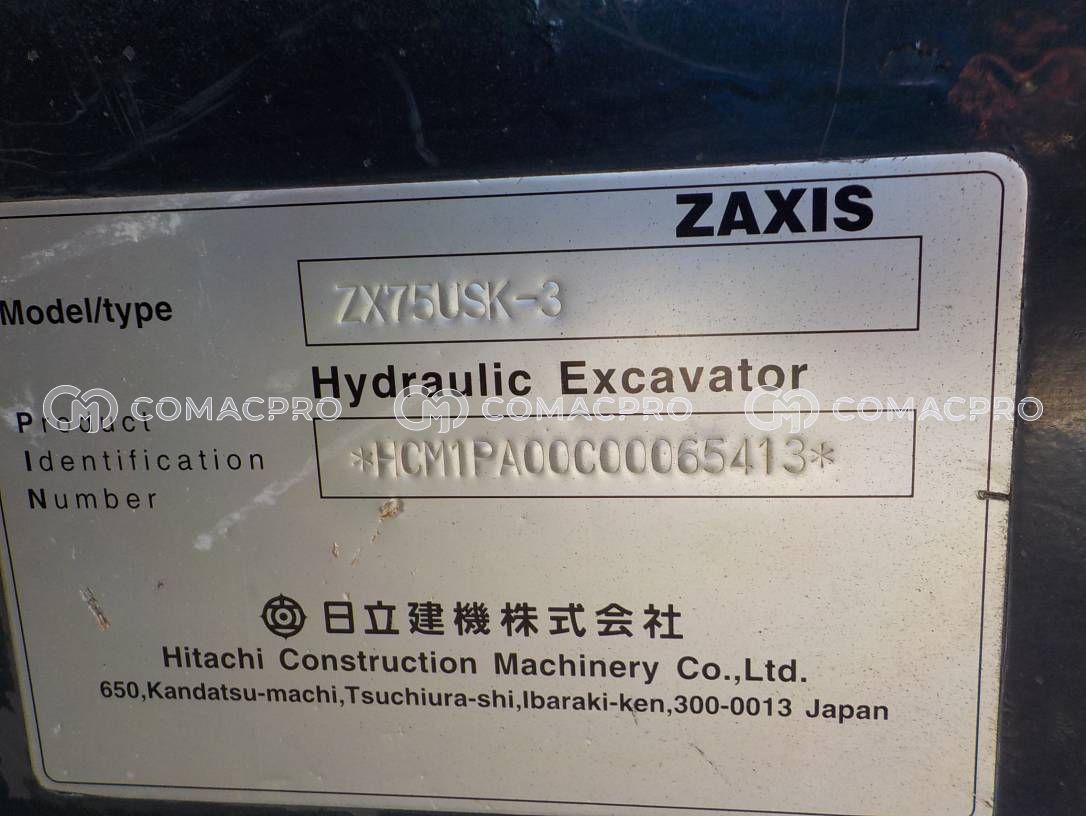 ZAXIS
Model/type
ZX75USK-3
Hydraulic Excavator
Product
Identification
Number
*HCM1PA00C00065413*
COMACPRO COMACPRO COMACPRO
日立建機株式会社
Hitachi Construction Machinery Co.,Ltd.
650,Kandatsu-machi,Tsuchiura-shi,Ibaraki-ken,300-0013 Japan